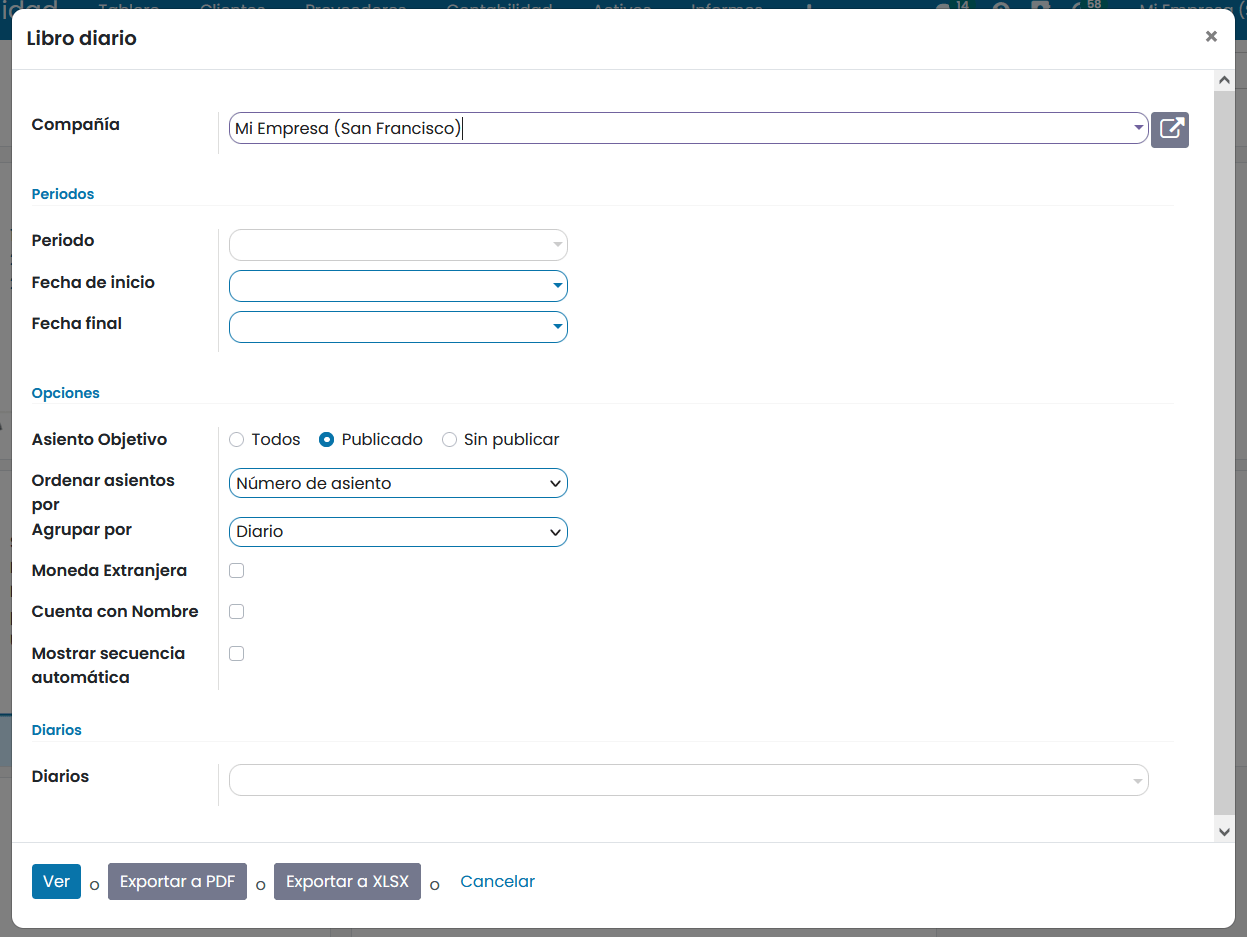 14
58
Libro diario
×
Compañía
Mi Empresa (San Francisco)
Periodos
Periodo
Fecha de inicio
Fecha final
Opciones
Asiento Objetivo
Todos Publicado Sin publicar
Ordenar asientos
por
Número de asiento
Agrupar por
Diario
Moneda Extranjera
Cuenta con Nombre
Mostrar secuencia
automática
Diarios
Diarios
Ver o Exportar a PDF o Exportar a XLSX o Cancelar